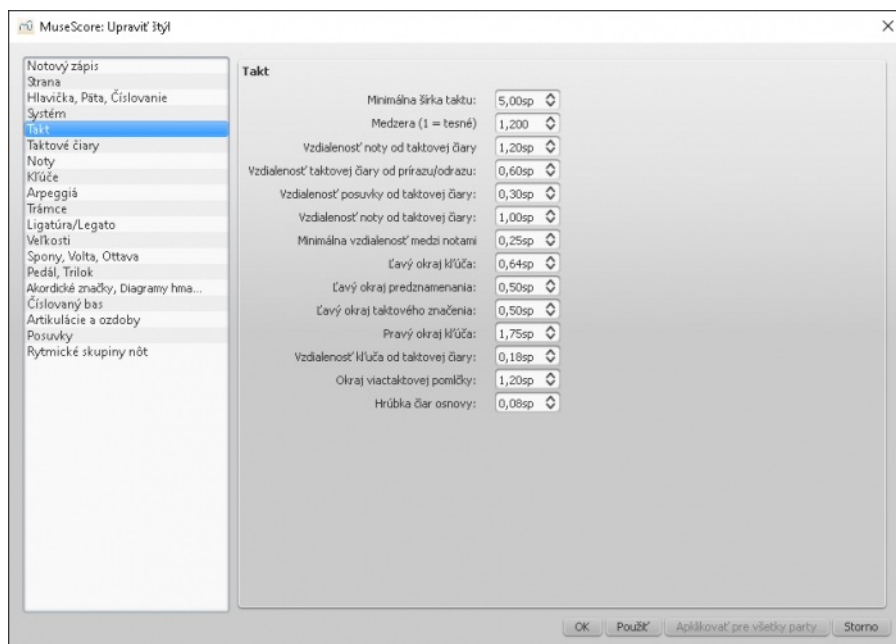 MuseScore: Upraviť štýl
Notový zápis
Strana
Hlavička, Päta, Číslovanie
Systém
Takt
Taktové čiary
Noty
Kľúče
Arpeggiá
Trámce
Ligatúra/Legato
Veľkosti
Spony, Volta, Ottava
Pedál, Trilok
Akordické značky, Diagramy hma...
Číslovaný bas
Artikulácie a ozdoby
Posuvky
Rytmické skupiny nôt
Takt
Minimálna šírka taktu: 5,00sp
Medzera (1 = tesné) 1,200
Vzdialenosť noty od taktovej čiary 1,20sp
Vzdialenosť taktovej čiary od prírazu/odrazu: 0,60sp
Vzdialenosť posuvky od taktovej čiary: 0,30sp
Vzdialenosť noty od taktovej čiary: 1,00sp
Minimálna vzdialenosť medzi notami 0,25sp
Ľavý okraj kľúča: 0,64sp
Ľavý okraj predznamenania: 0,50sp
Ľavý okraj taktového značenia: 0,50sp
Pravý okraj kľúča: 1,75sp
Vzdialenosť kľuča od taktovej čiary: 0,18sp
Okraj viactaktovej pomlčky: 1,20sp
Hrúbka čiar osnovy: 0,08sp
OK Použiť Aplikovať pre všetky party Storno